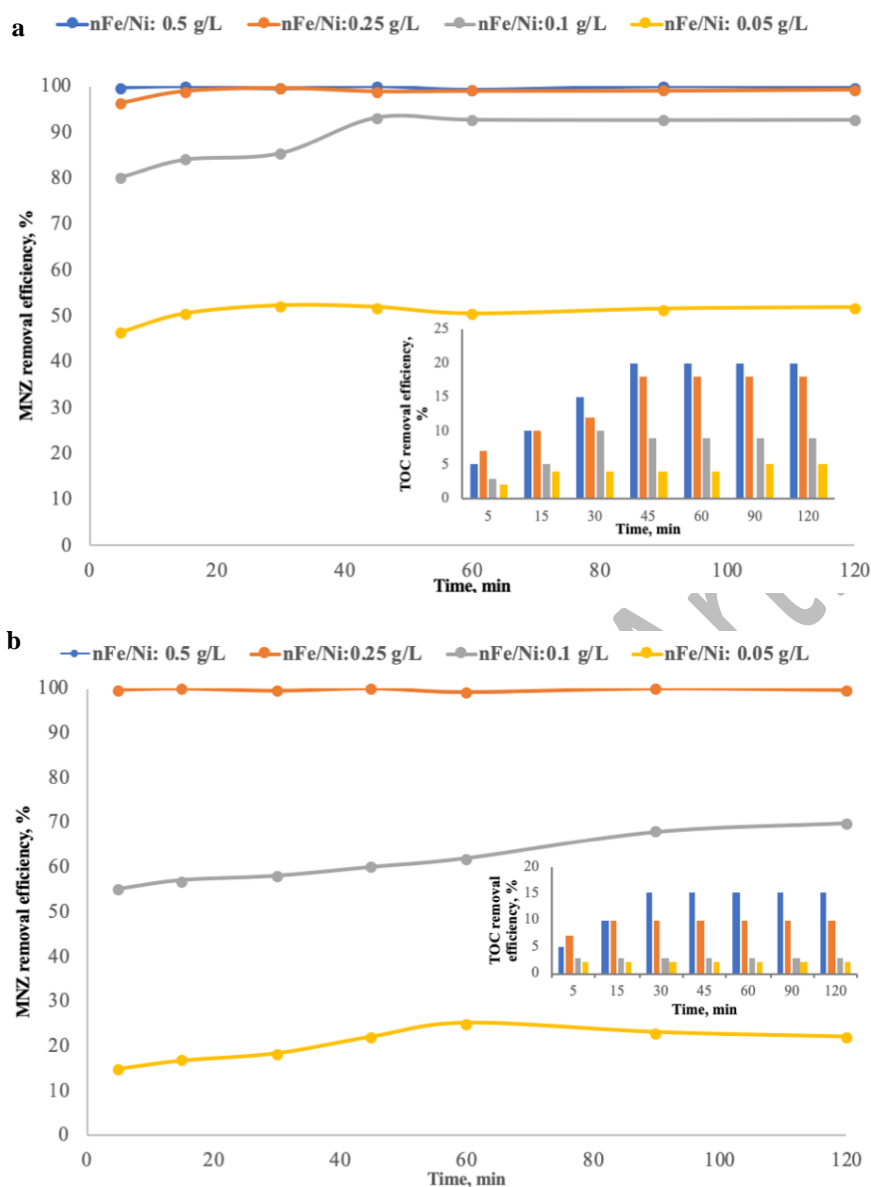 a
nFe/Ni: 0.5 g/L nFe/Ni:0.25 g/L nFe/Ni:0.1 g/L nFe/Ni: 0.05 g/L
100
90
80
70
60
50
40
30
20
10
0
MNZ removal efficiency, %
0 20 40 60 80 100 120
Time, min
25
20
15
10
5
0
TOC removal efficiency,
%
5 15 30 45 60 90 120
Time, min
b
nFe/Ni: 0.5 g/L nFe/Ni:0.25 g/L nFe/Ni:0.1 g/L nFe/Ni: 0.05 g/L
100
90
80
70
60
50
40
30
20
10
0
MNZ removal efficiency, %
0 20 40 60 80 100 120
Time, min
20
15
10
5
0
TOC removal
efficiency, %
5 15 30 45 60 90 120
Time, min